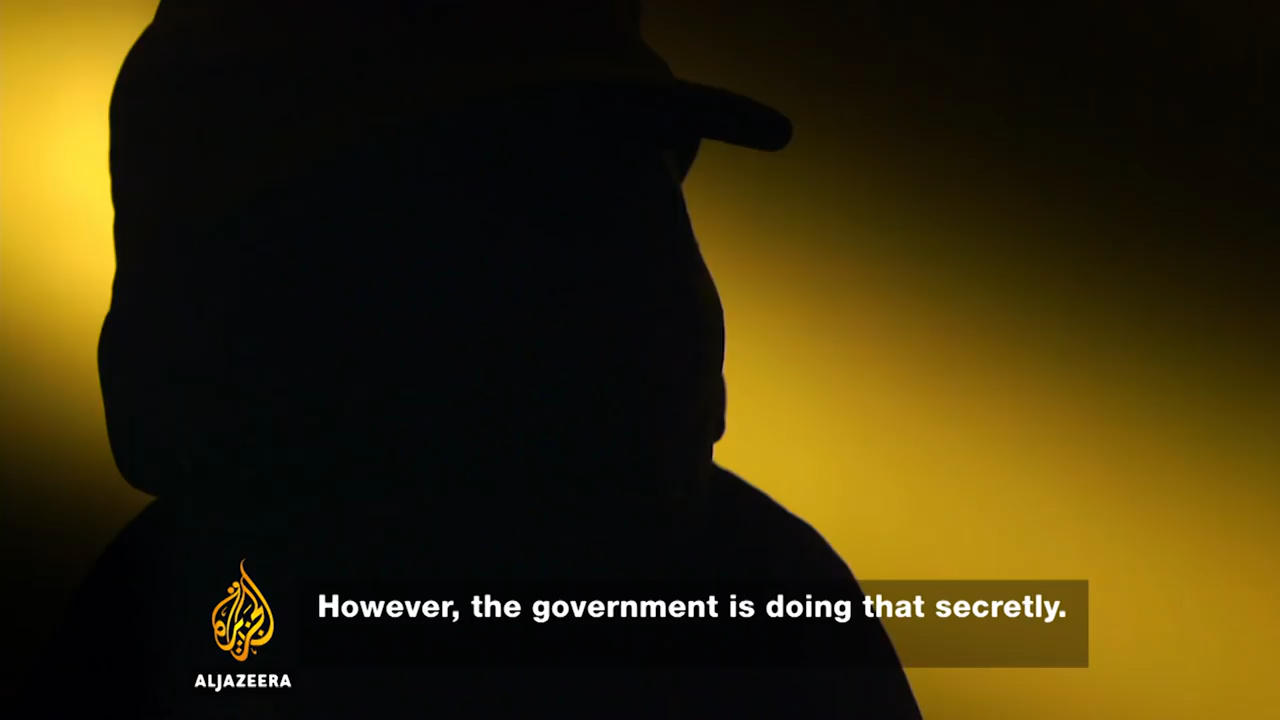 However, the government is doing that secretly.
الجزيرة
ALJAZEERA